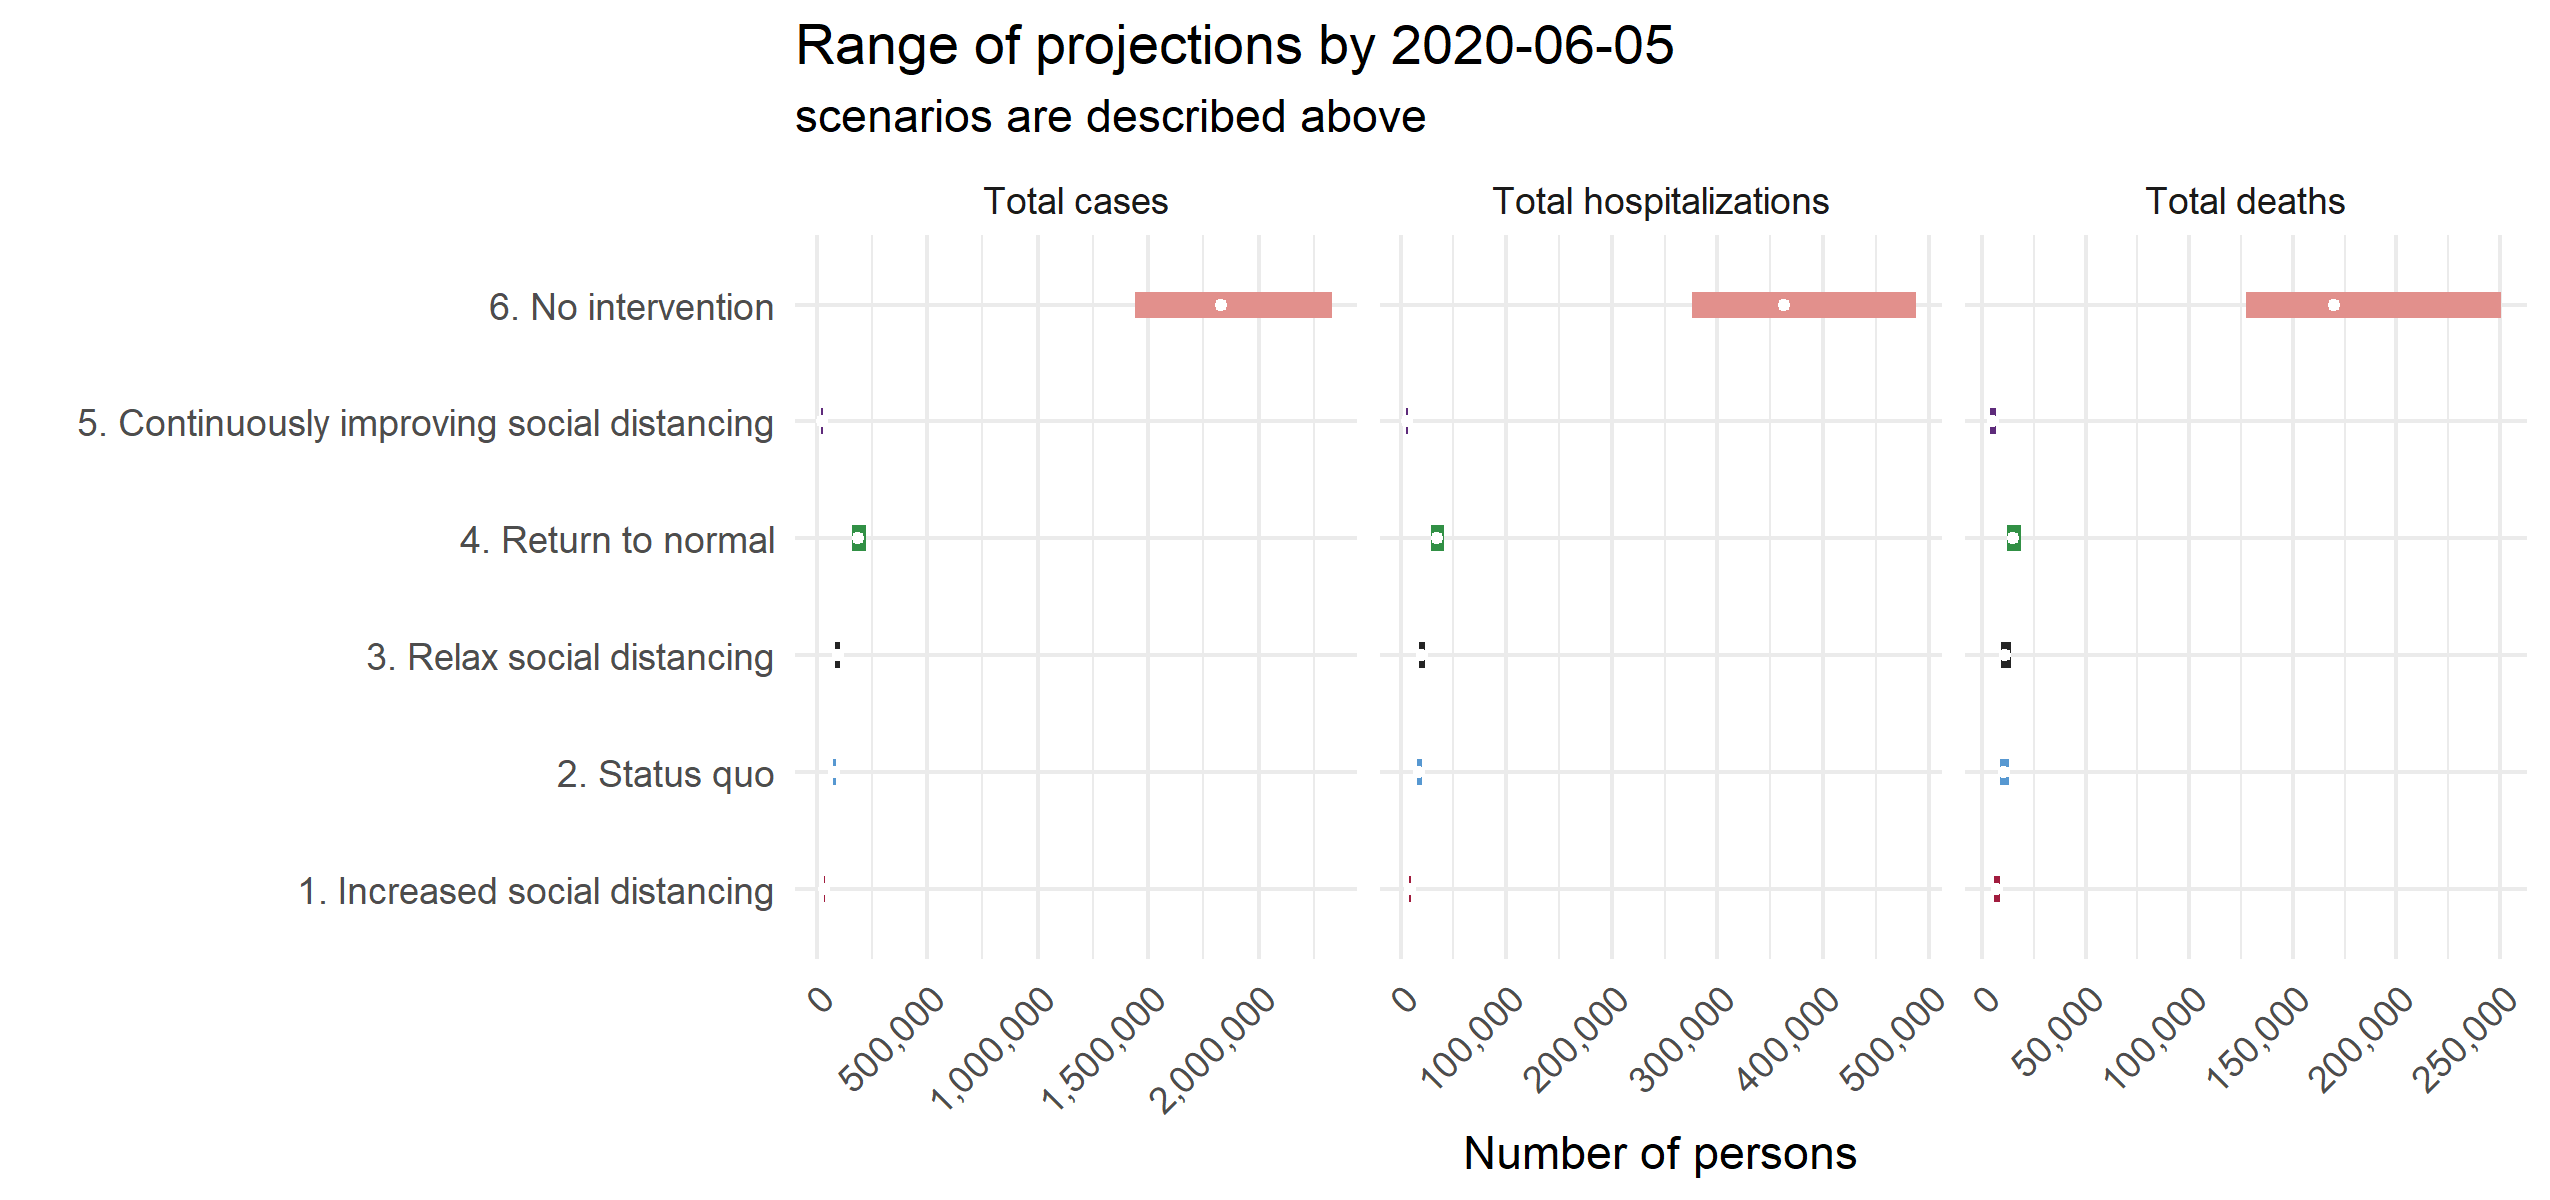 Range of projections by 2020-06-05
scenarios are described above
Total cases
Total hospitalizations
Total deaths
6. No intervention
5. Continuously improving social distancing
4. Return to normal
3. Relax social distancing
2. Status quo
1. Increased social distancing
0
500,000
1,000,000
1,500,000
2,000,000
0
100,000
200,000
300,000
400,000
500,000
0
50,000
100,000
150,000
200,000
250,000
Number of persons